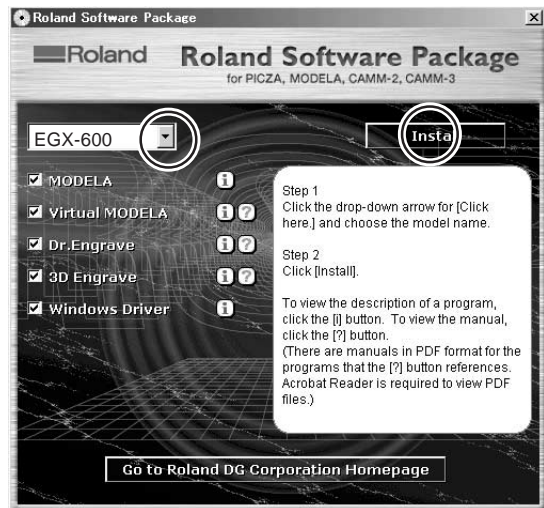 Roland Software Package
Roland
Roland Software Package
for PICZA, MODELA, CAMM-2, CAMM-3
EGX-600
Insta
MODELA
i
Virtual MODELA
i ?
Dr.Engrave
i ?
3D Engrave
i ?
Windows Driver
i
Step 1
Click the drop-down arrow for [Click
here.] and choose the model name.
Step 2
Click [Install].
To view the description of a program,
click the [i] button. To view the manual,
click the [?] button.
(There are manuals in PDF format for the
programs that the [?] button references.
Acrobat Reader is required to view PDF
files.)
Go to Roland DG Corporation Homepage